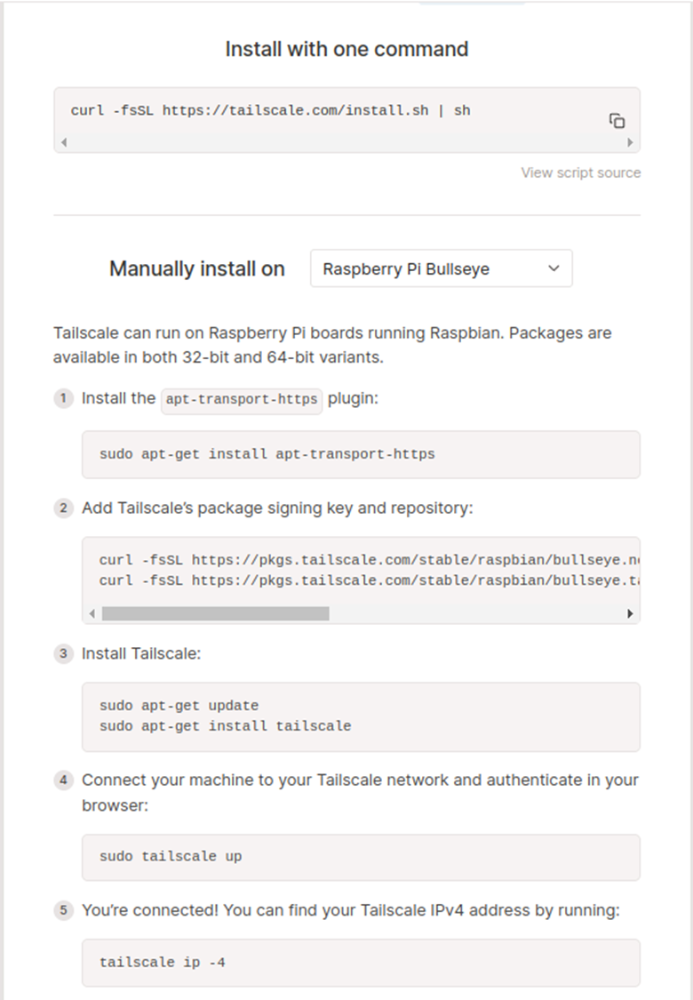 Install with one command
curl -fsSL https://tailscale.com/install.sh | sh
View script source
Manually install on
Raspberry Pi Bullseye
Tailscale can run on Raspberry Pi boards running Raspbian. Packages are
available in both 32-bit and 64-bit variants.
1 Install the apt-transport-https plugin:
sudo apt-get install apt-transport-https
2 Add Tailscale’s package signing key and repository:
curl -fsSL https://pkgs.tailscale.com/stable/raspbian/bullseye.no
curl -fsSL https://pkgs.tailscale.com/stable/raspbian/bullseye.ta
3 Install Tailscale:
sudo apt-get update
sudo apt-get install tailscale
4 Connect your machine to your Tailscale network and authenticate in your
browser:
sudo tailscale up
5 You’re connected! You can find your Tailscale IPv4 address by running:
tailscale ip -4